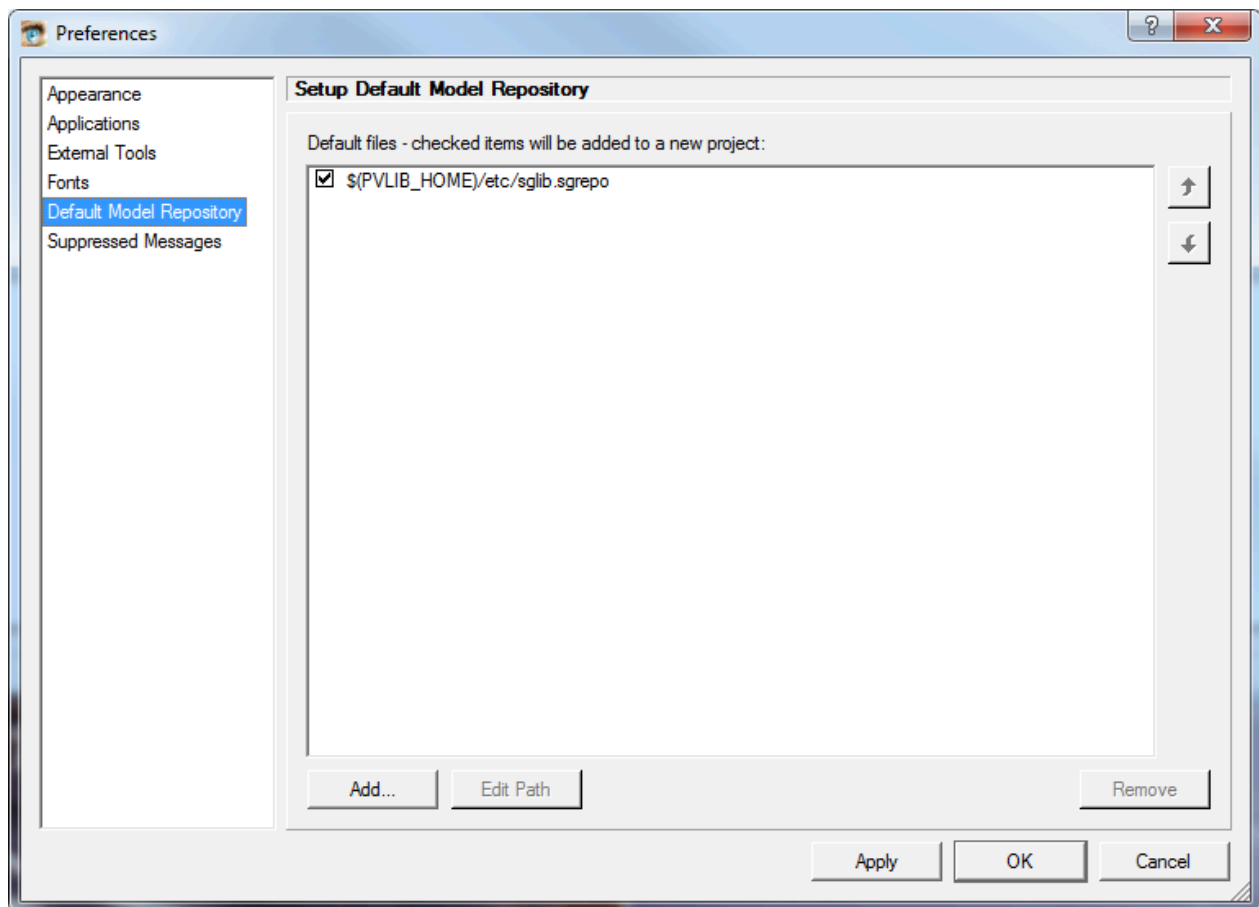 Preferences
Appearance
Applications
External Tools
Fonts
Default Model Repository
Suppressed Messages
Setup Default Model Repository
Default files - checked items will be added to a new project:
$(PVLIB_HOME)/etc/sglib.sgrepo
Add... Edit Path Remove
Apply OK Cancel